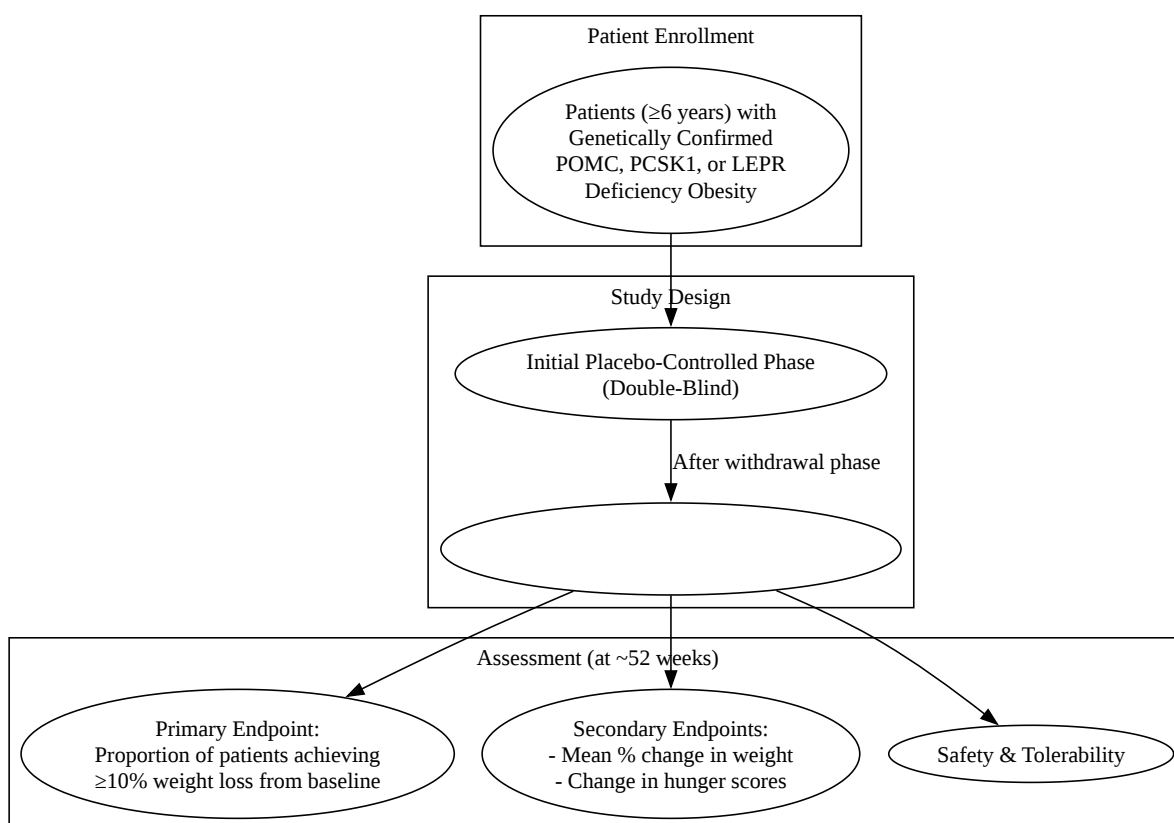 Patient Enrollment
Patients (≥6 years) with
Genetically Confirmed
POMC, PCSK1, or LEPR
Deficiency Obesity
Study Design
Initial Placebo-Controlled Phase
(Double-Blind)
After withdrawal phase
Assessment (at ~52 weeks)
Primary Endpoint:
Proportion of patients achieving
≥10% weight loss from baseline
Secondary Endpoints:
- Mean % change in weight
- Change in hunger scores
Safety & Tolerability